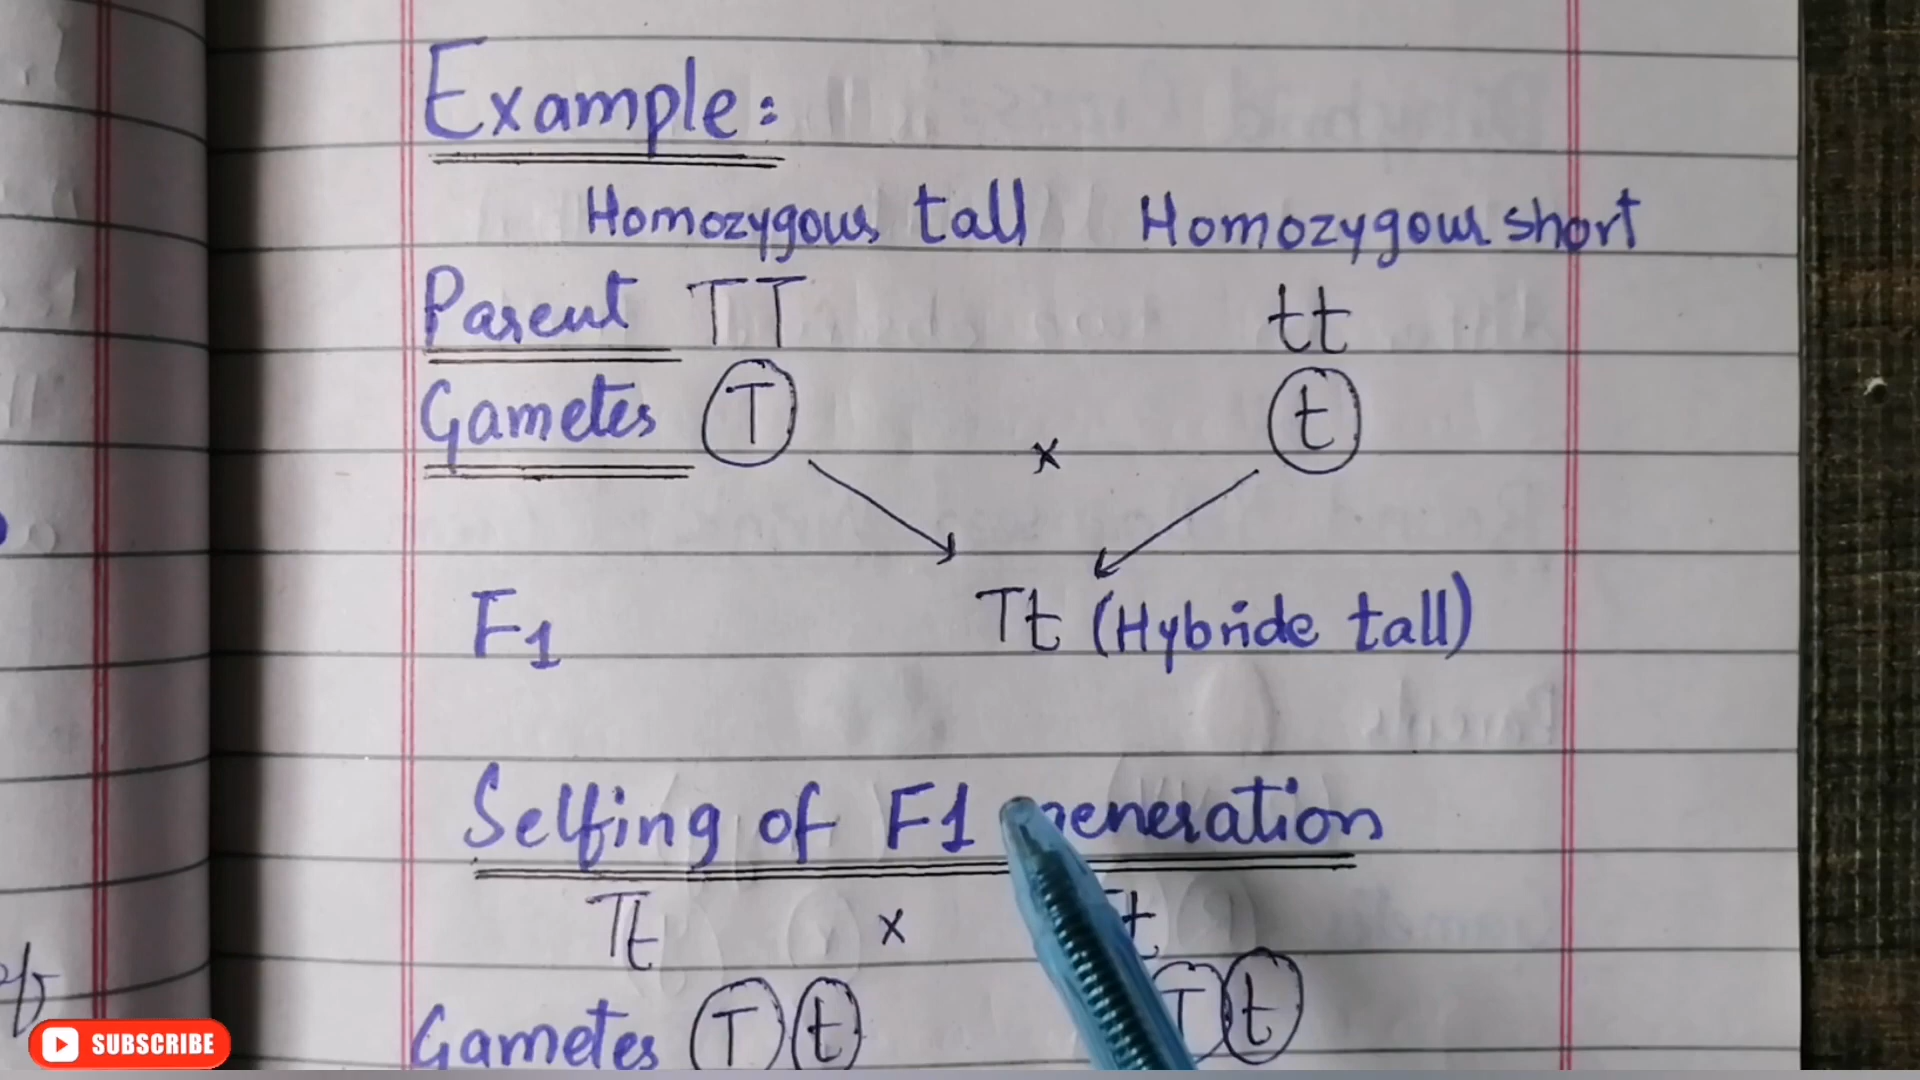 Example:
Homozygous tall Homozygous short
Parent TT tt
Gametes T t
x
F1 Tt (Hybride tall)
Selfing of F1 generation
Tt x
Gametes T t T t
SUBSCRIBE